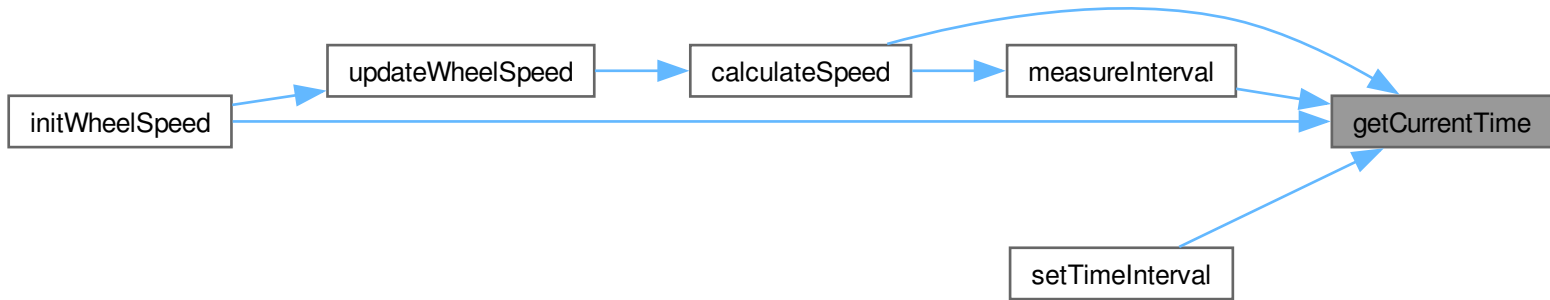 updateWheelSpeed
calculateSpeed
measureInterval
initWheelSpeed
getCurrentTime
setTimeInterval